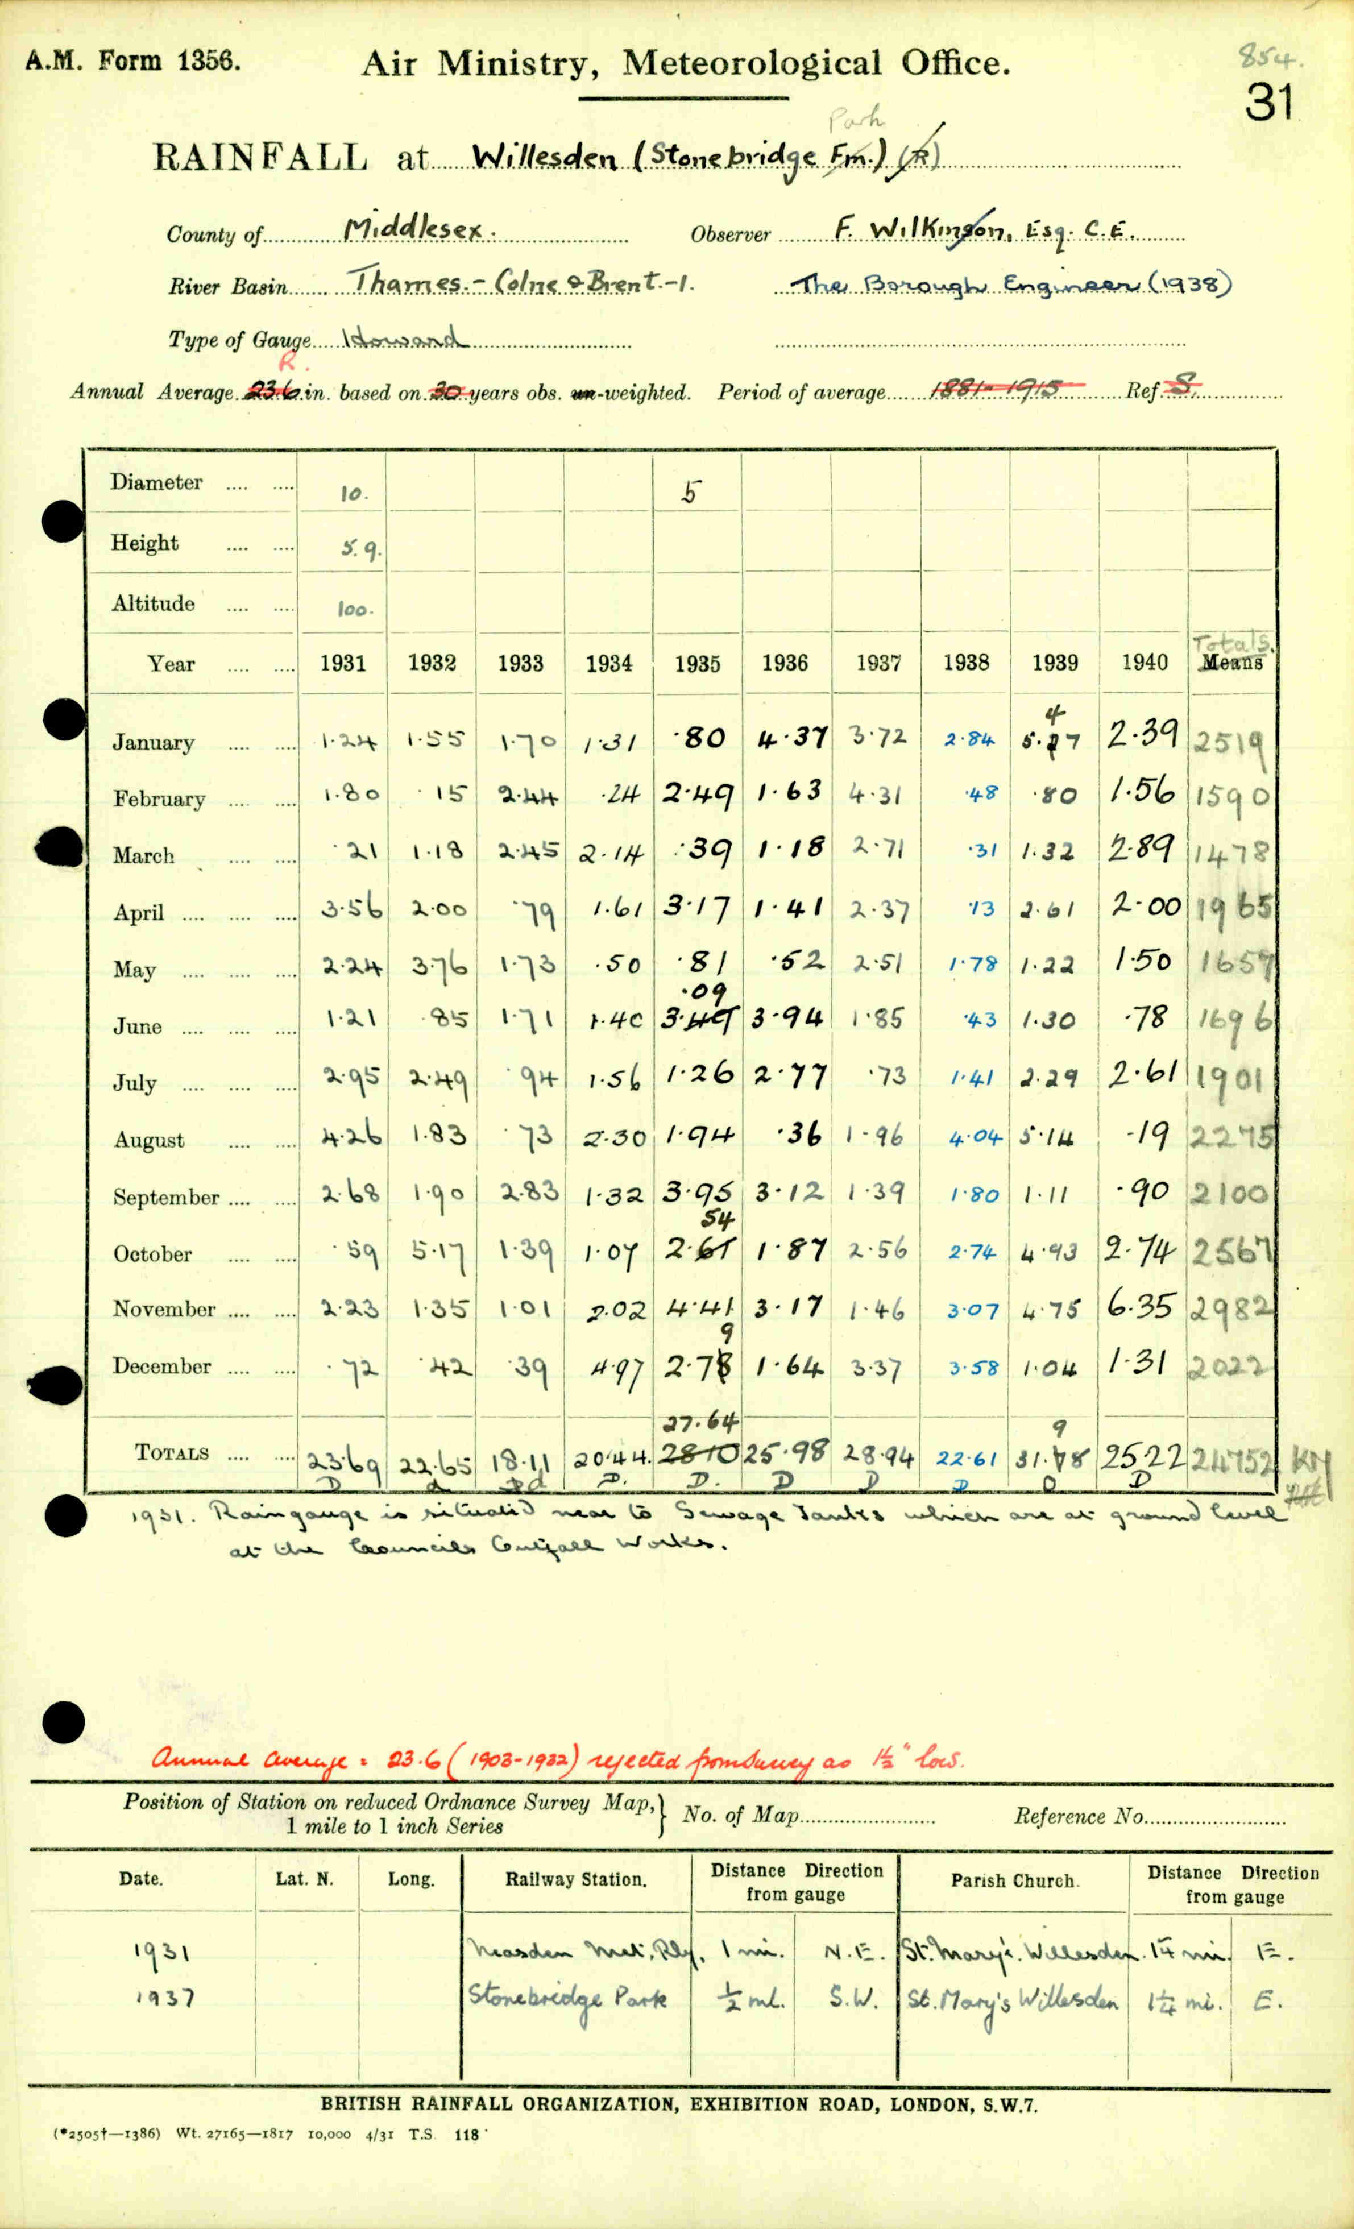 A.M. Form 1356.
Air Ministry, Meteorological Office.
854.
31
Park
RAINFALL at Willesden (Stonebridge Fm.) (R)
County of Middlesex. Observer F. Wilkinson, Esq. C.E.
River Basin Thames.- Colne & Brent.-1. The Borough Engineer (1938)
Type of Gauge Howard
R.
Annual Average 23.6 in. based on 30 years obs. un-weighted. Period of average 1881-1915 Ref. S.
Diameter .... .... 10. 5
Height .... .... 5.9.
Altitude .... .... 100.
Totals.
Year .... .... 1931 1932 1933 1934 1935 1936 1937 1938 1939 1940 Means
4
January .... .... 1.24 1.55 1.70 1.31 .80 4.37 3.72 2.84 5.27 2.39 2519
February .... .... 1.80 .15 2.44 .24 2.49 1.63 4.31 .48 .80 1.56 1590
March .... .... .21 1.18 2.45 2.14 .39 1.18 2.71 .31 1.32 2.89 1478
April .... .... .... 3.56 2.00 .79 1.61 3.17 1.41 2.37 .13 2.61 2.00 1965
May .... .... .... 2.24 3.76 1.73 .50 .81 .52 2.51 1.78 1.22 1.50 1657
.09
June .... .... .... 1.21 .85 1.71 1.40 3.49 3.94 1.85 .43 1.30 .78 1696
July .... .... .... 2.95 2.49 .94 1.56 1.26 2.77 .73 1.41 2.29 2.61 1901
August .... .... 4.26 1.83 .73 2.30 1.94 .36 1.96 4.04 5.14 .19 2275
September .... .... 2.68 1.90 2.83 1.32 3.95 3.12 1.39 1.80 1.11 .90 2100
54
October .... .... .59 5.17 1.39 1.07 2.61 1.87 2.56 2.74 4.93 2.74 2567
November .... .... 2.23 1.35 1.01 2.02 4.41 3.17 1.46 3.07 4.75 6.35 2982
9
December .... .... .72 .42 .39 4.97 2.78 1.64 3.37 3.58 1.04 1.31 2022
27.64 9
TOTALS .... .... 23.69 22.65 18.11 20.44. 28.10 25.98 28.94 22.61 31.78 25.22 24752 KM
D d D d D. D. D D D D D
1931. Raingauge is situated near to Sewage Tanks which are at ground level
at the Councils Outfall Works.
Annual average = 23.6 (1903-1932) rejected from Survey as 1½" low.
Position of Station on reduced Ordnance Survey Map, No. of Map Reference No.
1 mile to 1 inch Series
Date. Lat. N. Long. Railway Station. Distance Direction from gauge Parish Church. Distance Direction from gauge
1931 Neasden Met. Rly. 1 mi. N.E. St. Mary's. Willesden. 1¼ mi. E.
1937 Stonebridge Park ½ ml. S.W. St. Mary's Willesden 1¼ mi. E.
BRITISH RAINFALL ORGANIZATION, EXHIBITION ROAD, LONDON, S.W.7.
(*2505†—1386) Wt. 27165—1817 10,000 4/31 T.S. 118